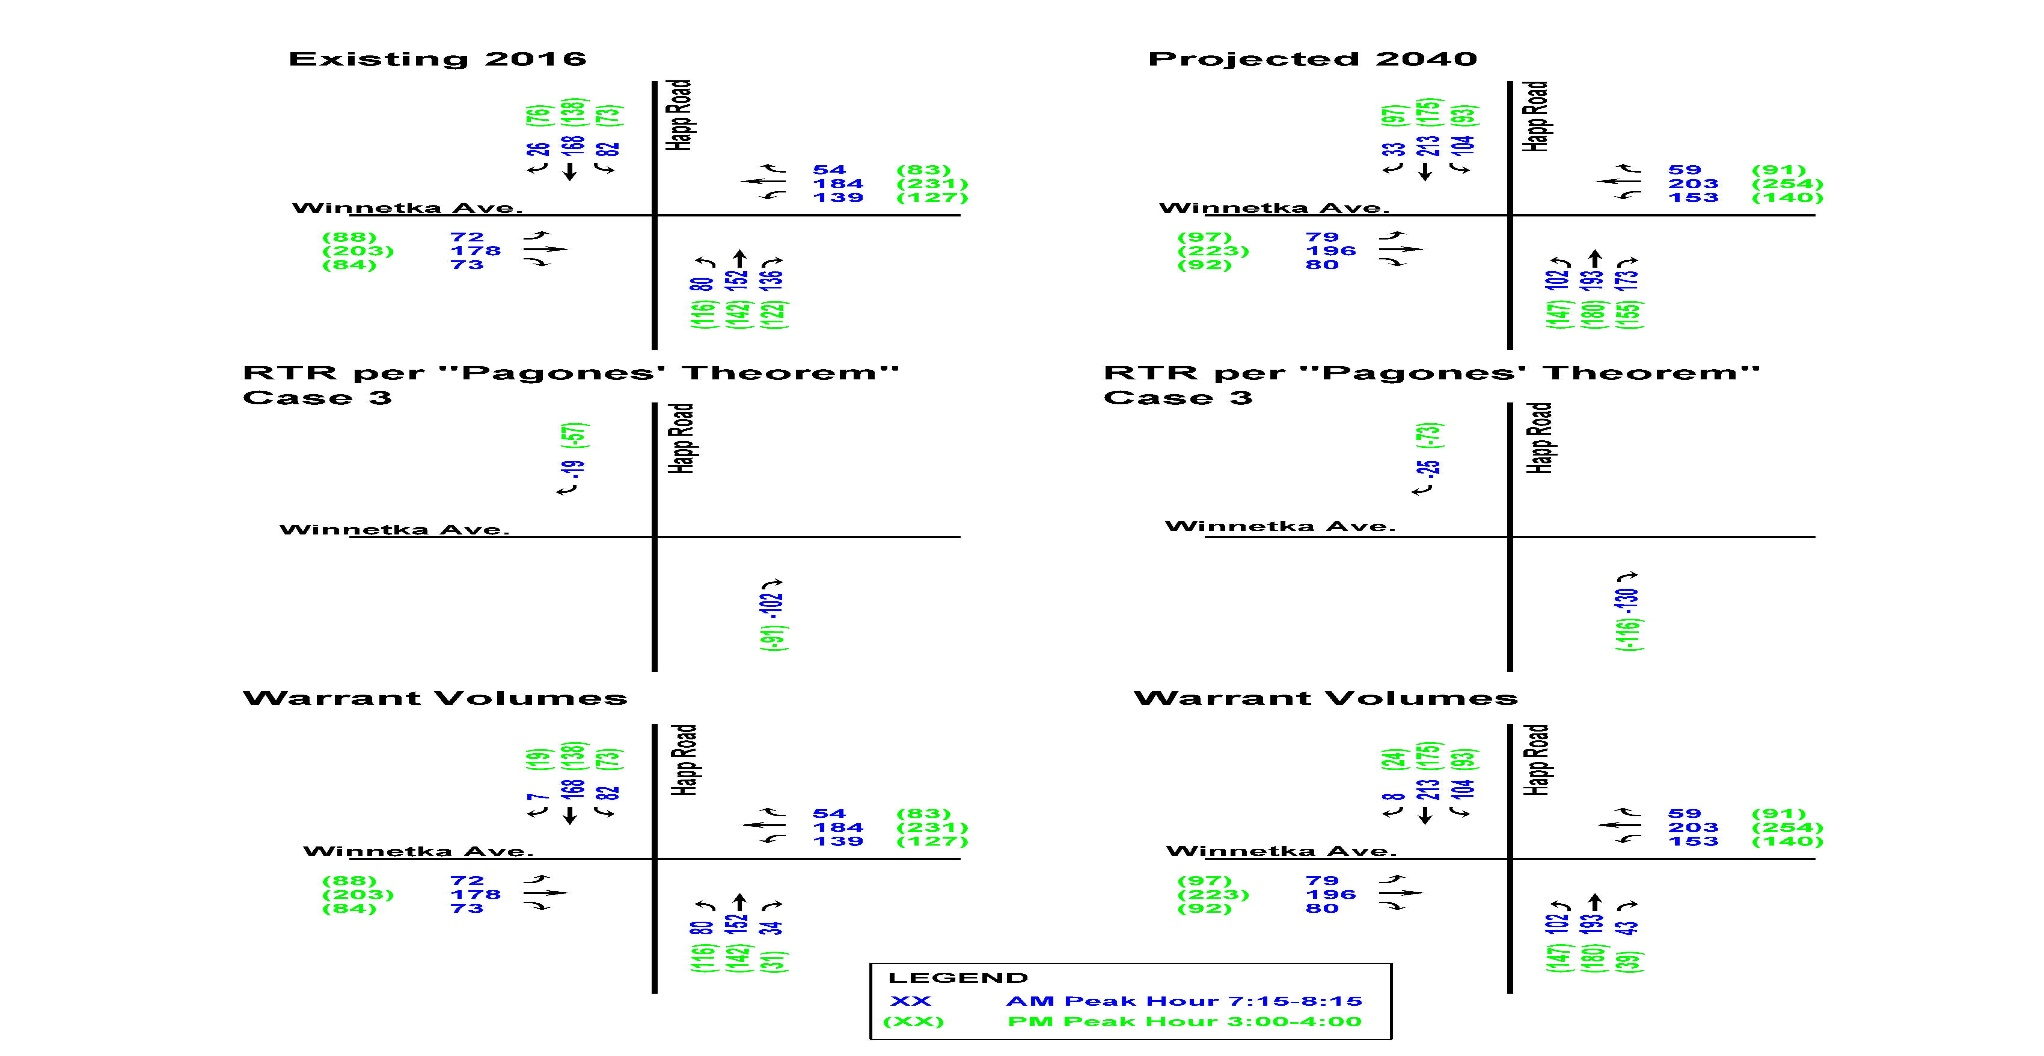 Existing 2016
Projected 2040
Happ Road
Happ Road
(76) (138) (73)
(97) (175) (93)
26 168 82
33 213 104
54 (83)
184 (231)
139 (127)
59 (91)
203 (254)
153 (140)
Winnetka Ave.
Winnetka Ave.
(88) 72
(203) 178
(84) 73
(97) 79
(223) 196
(92) 80
80 152 136
(116) (142) (122)
102 193 173
(147) (180) (155)
RTR per "Pagones' Theorem"
Case 3
RTR per "Pagones' Theorem"
Case 3
Happ Road
Happ Road
-19 (-57)
-25 (-73)
Winnetka Ave.
Winnetka Ave.
(-91) -102
(-116) -130
Warrant Volumes
Warrant Volumes
Happ Road
Happ Road
(19) (138) (73)
(24) (175) (93)
7 168 82
8 213 104
54 (83)
184 (231)
139 (127)
59 (91)
203 (254)
153 (140)
Winnetka Ave.
Winnetka Ave.
(88) 72
(203) 178
(84) 73
(97) 79
(223) 196
(92) 80
80 152 34
(116) (142) (31)
102 193 43
(147) (180) (39)
LEGEND
XX AM Peak Hour 7:15-8:15
(XX) PM Peak Hour 3:00-4:00